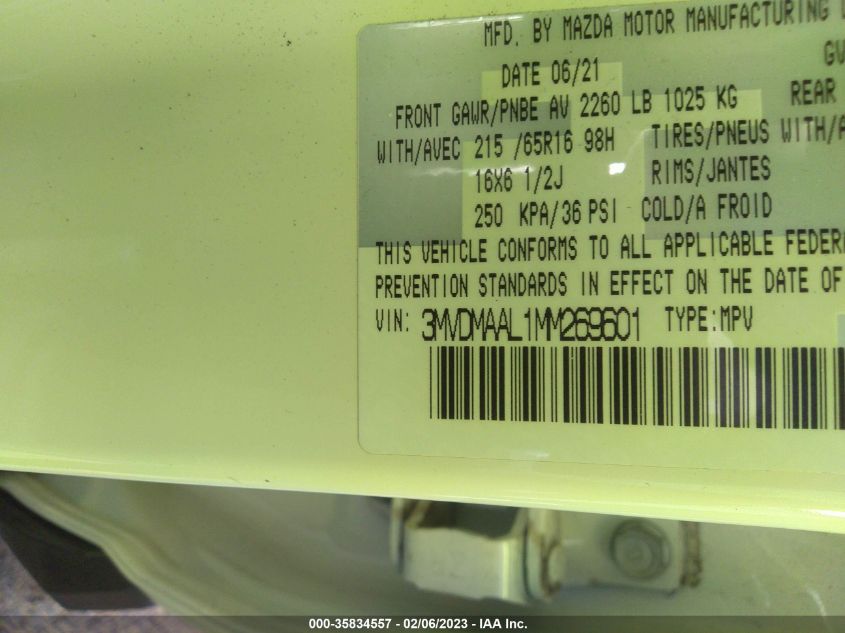 MFD. BY MAZDA MOTOR MANUFACTURING
DATE 06/21 GV
FRONT GAWR/PNBE AV 2260 LB 1025 KG REAR
WITH/AVEC 215 /65R16 98H TIRES/PNEUS WITH/A
16X6 1/2J RIMS/JANTES
250 KPA/36 PSI COLD/A FROID
THIS VEHICLE CONFORMS TO ALL APPLICABLE FEDER
PREVENTION STANDARDS IN EFFECT ON THE DATE OF
VIN: 3MVDMAAL1MM269601 TYPE:MPV
000-35834557 - 02/06/2023 - IAA Inc.